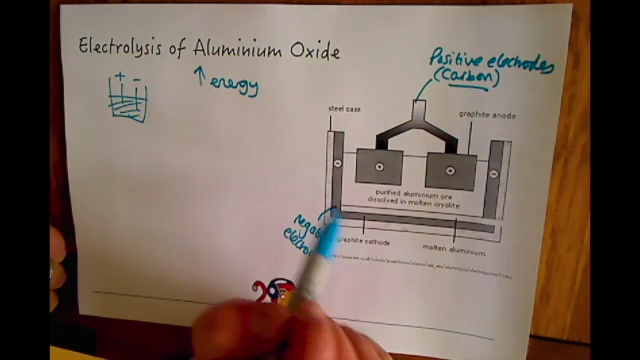 Electrolysis of Aluminium Oxide
↑ energy
+ -
Positive electrodes
(Carbon)
steel case
graphite anode
purified aluminium ore
dissolved in molten cryolite
graphite cathode
molten aluminium